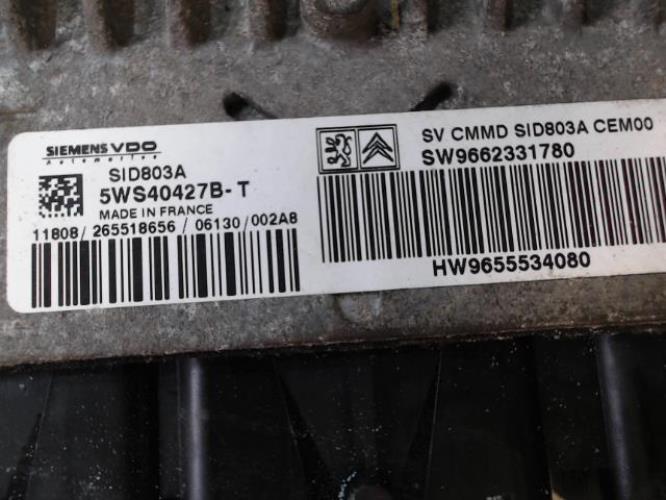 SIEMENS VDO
Automotive
SID803A
5WS40427B-T
MADE IN FRANCE
11808/265518656/06130/002A8
SV CMMD SID803A CEM00
SW9662331780
HW9655534080